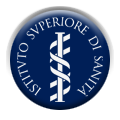 ISTITVTO SVPERIORE DI SANITÀ